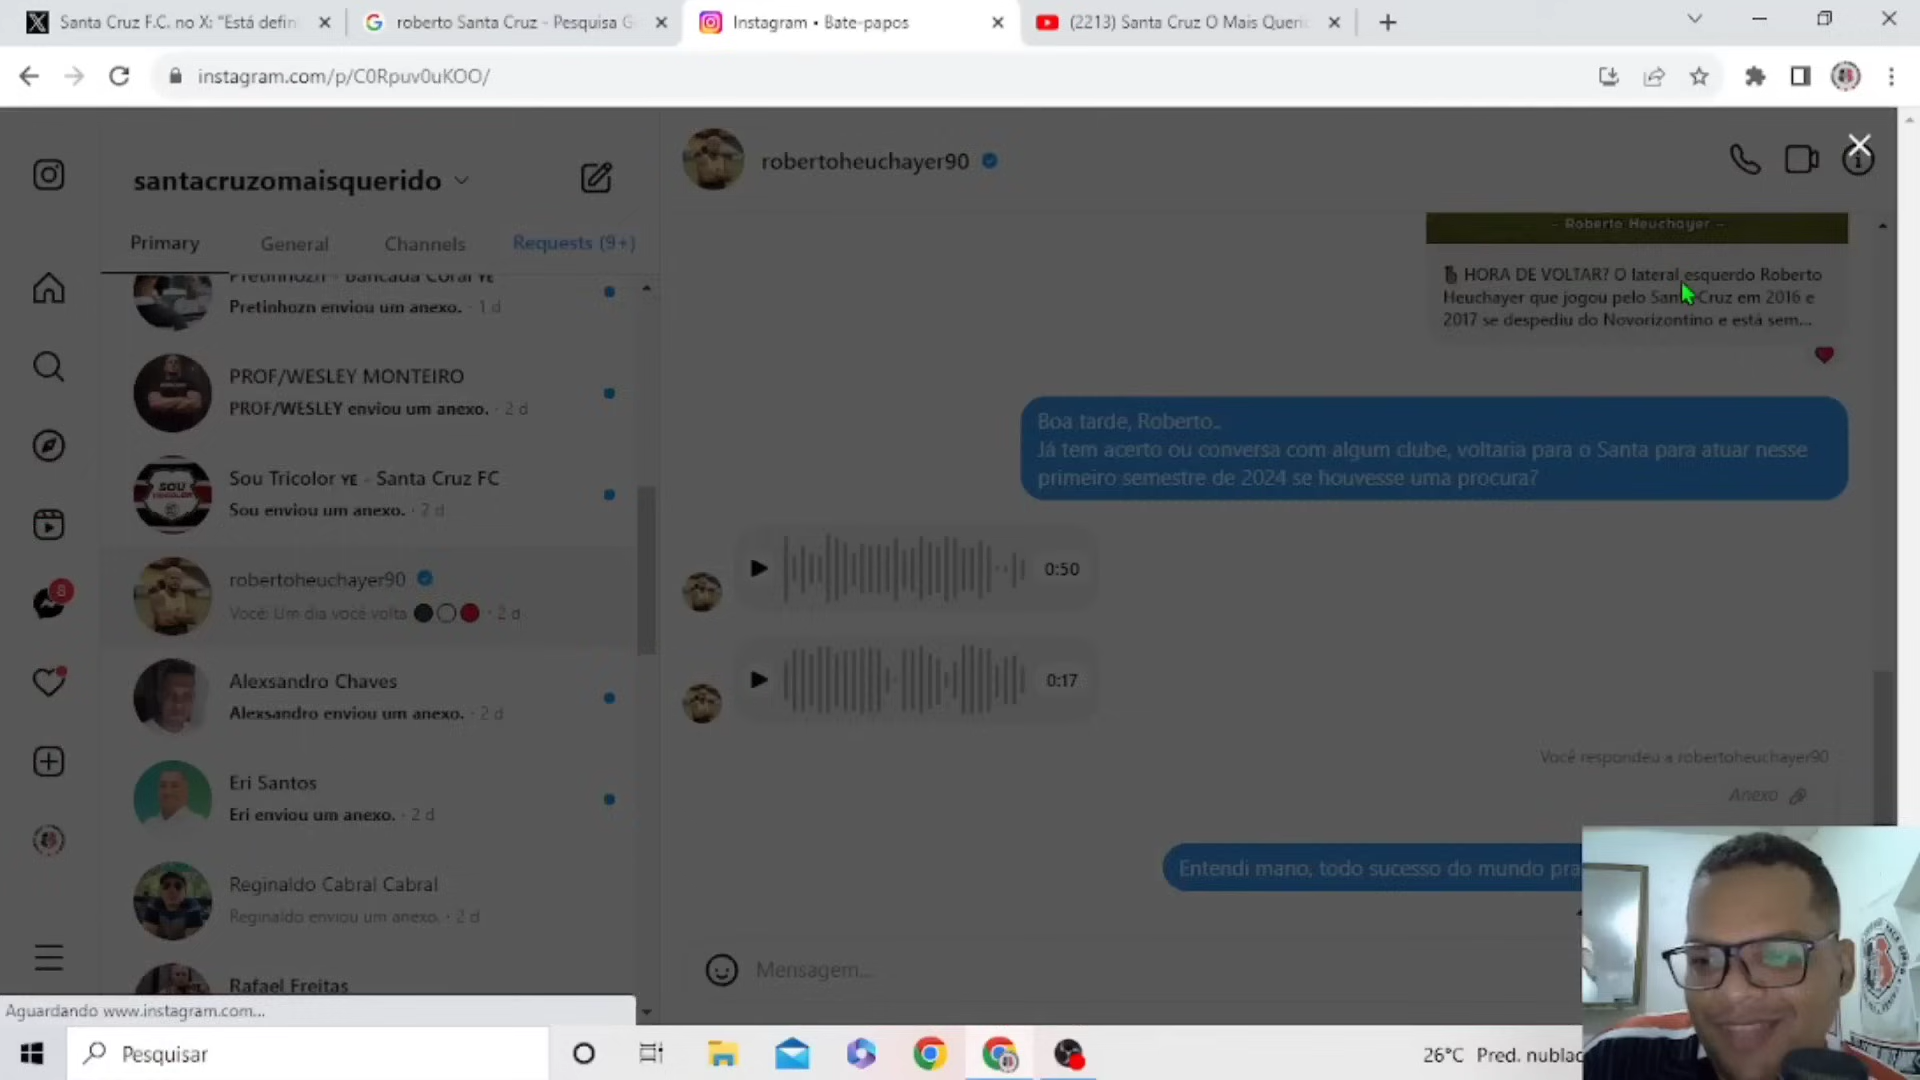 Santa Cruz F.C. no X: "Está defin
roberto Santa Cruz - Pesquisa G
Instagram • Bate-papos
(2213) Santa Cruz O Mais Queri
instagram.com/p/C0Rpuv0uKOO/
santacruzomaisquerido
Primary
General
Channels
Requests (9+)
Pretinhozn - Bancada Coral YE
Pretinhozn enviou um anexo. · 1 d
PROF/WESLEY MONTEIRO
PROF/WESLEY enviou um anexo. · 2 d
Sou Tricolor YE - Santa Cruz FC
Sou enviou um anexo. · 2 d
robertoheuchayer90
Você: Um dia você volta · 2 d
Alexsandro Chaves
Alexsandro enviou um anexo. · 2 d
Eri Santos
Eri enviou um anexo. · 2 d
Reginaldo Cabral Cabral
Reginaldo enviou um anexo. · 2 d
Rafael Freitas
8
robertoheuchayer90
- Roberto Heuchayer -
HORA DE VOLTAR? O lateral esquerdo Roberto
Heuchayer que jogou pelo Santa Cruz em 2016 e
2017 se despediu do Novorizontino e está sem...
Boa tarde, Roberto..
Já tem acerto ou conversa com algum clube, voltaria para o Santa para atuar nesse
primeiro semestre de 2024 se houvesse uma procura?
0:50
0:17
Você respondeu a robertoheuchayer90
Anexo
Entendi mano, todo sucesso do mundo pra
Mensagem...
Aguardando www.instagram.com...
Pesquisar
26°C Pred. nublad